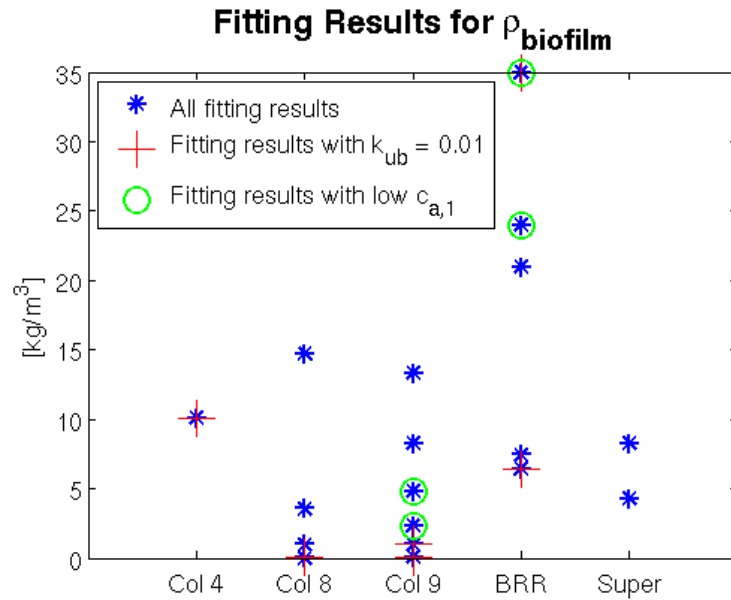 Fitting Results for ρbiofilm
35
30
25
20
15
10
5
0
[kg/m³]
All fitting results
Fitting results with kub = 0.01
Fitting results with low ca,1
Col 4 Col 8 Col 9 BRR Super